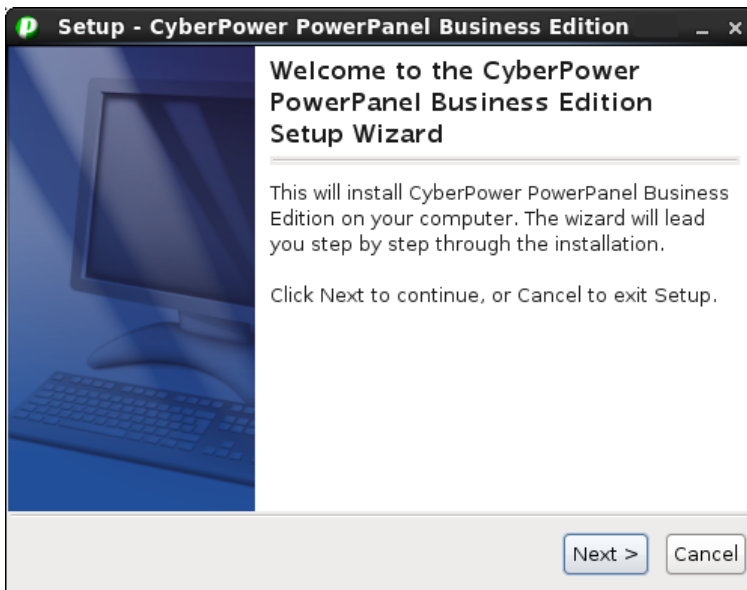 Setup - CyberPower PowerPanel Business Edition
Welcome to the CyberPower
PowerPanel Business Edition
Setup Wizard
This will install CyberPower PowerPanel Business
Edition on your computer. The wizard will lead
you step by step through the installation.
Click Next to continue, or Cancel to exit Setup.
Next >
Cancel